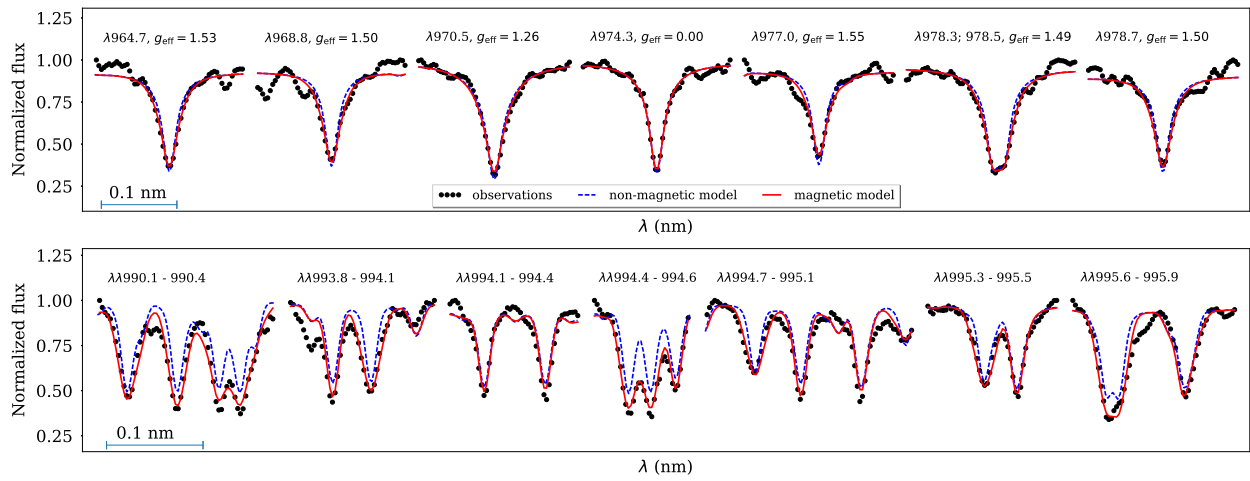 1.25
λ964.7, g_eff = 1.53 λ968.8, g_eff = 1.50 λ970.5, g_eff = 1.26 λ974.3, g_eff = 0.00 λ977.0, g_eff = 1.55 λ978.3; 978.5, g_eff = 1.49 λ978.7, g_eff = 1.50
1.00
0.75
0.50
0.25
Normalized flux
0.1 nm
observations non-magnetic model magnetic model
λ (nm)
1.25
λλ990.1 - 990.4 λλ993.8 - 994.1 λλ994.1 - 994.4 λλ994.4 - 994.6 λλ994.7 - 995.1 λλ995.3 - 995.5 λλ995.6 - 995.9
1.00
0.75
0.50
0.25
Normalized flux
0.1 nm
λ (nm)